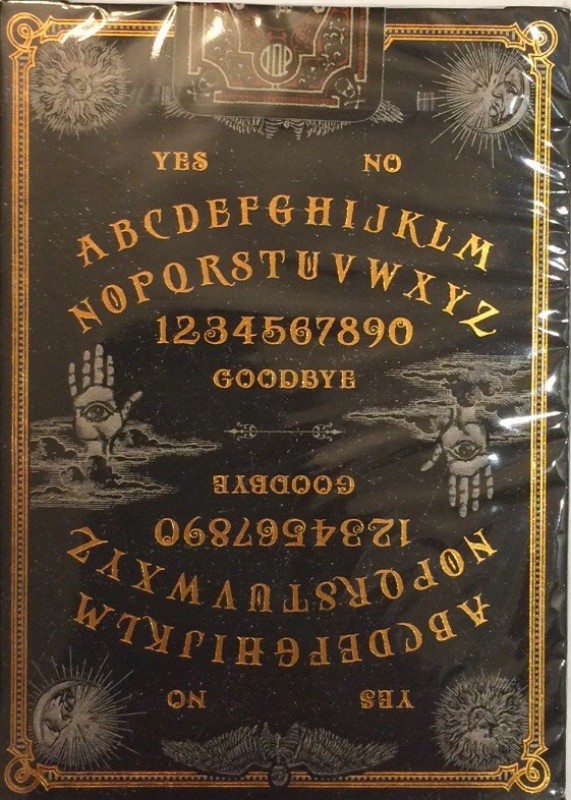 YES NO
ABCDEFGHIJKLM
NOPQRSTUVWXYZ
1234567890
GOODBYE
GOODBYE
1234567890
NOPQRSTUVWXYZ
ABCDEFGHIJKLM
YES NO